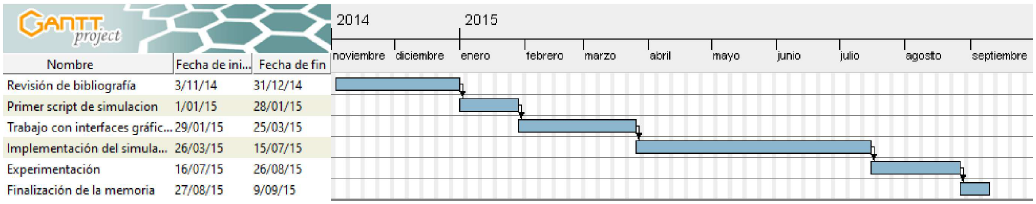 GANTT project
2014 2015
noviembre diciembre enero febrero marzo abril mayo junio julio agosto septiembre
Nombre Fecha de ini... Fecha de fin
Revisión de bibliografía 3/11/14 31/12/14
Primer script de simulacion 1/01/15 28/01/15
Trabajo con interfaces gráfic... 29/01/15 25/03/15
Implementación del simula... 26/03/15 15/07/15
Experimentación 16/07/15 26/08/15
Finalización de la memoria 27/08/15 9/09/15